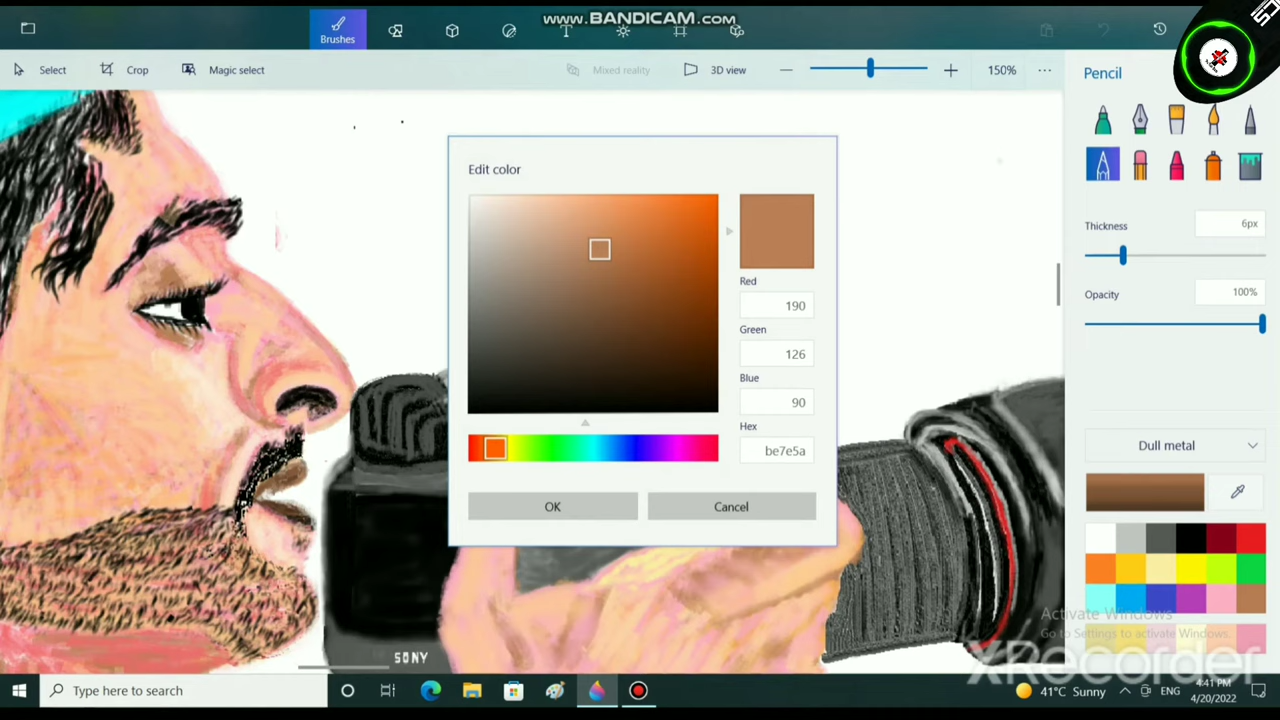 www.BANDICAM.com
Brushes
Select
Crop
Magic select
Mixed reality
3D view
150%
Pencil
Thickness
6px
Opacity
100%
Dull metal
Edit color
Red
190
Green
126
Blue
90
Hex
be7e5a
OK
Cancel
SONY
Activate Windows
Go to Settings to activate Windows.
XRecorder
Type here to search
41°C Sunny
ENG
4:41 PM
4/20/2022